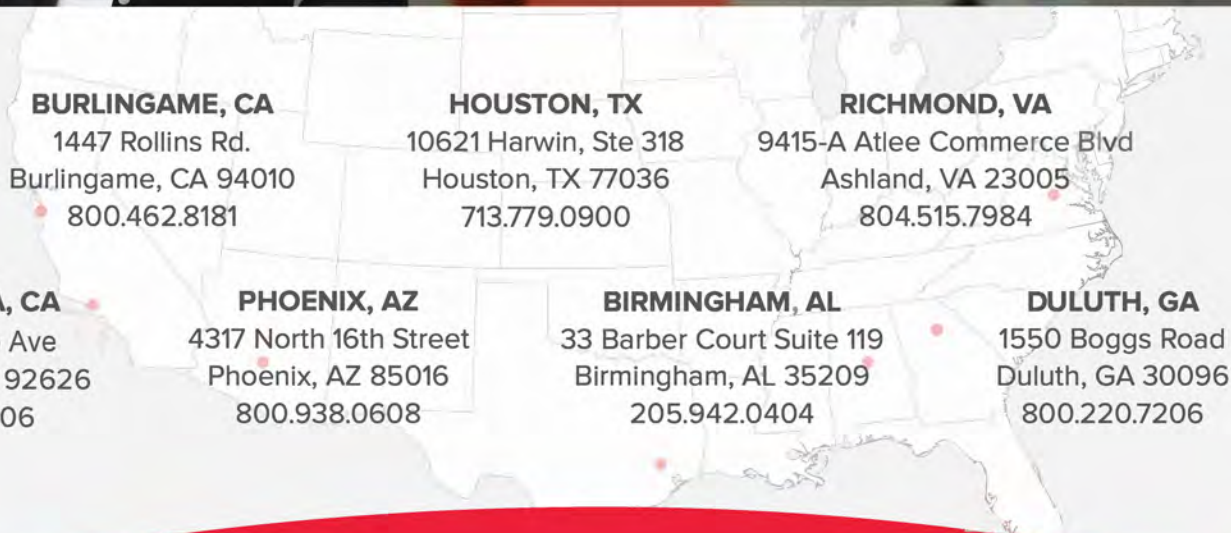 BURLINGAME, CA
1447 Rollins Rd.
Burlingame, CA 94010
800.462.8181
HOUSTON, TX
10621 Harwin, Ste 318
Houston, TX 77036
713.779.0900
RICHMOND, VA
9415-A Atlee Commerce Blvd
Ashland, VA 23005
804.515.7984
, CA
Ave
92626
06
PHOENIX, AZ
4317 North 16th Street
Phoenix, AZ 85016
800.938.0608
BIRMINGHAM, AL
33 Barber Court Suite 119
Birmingham, AL 35209
205.942.0404
DULUTH, GA
1550 Boggs Road
Duluth, GA 30096
800.220.7206